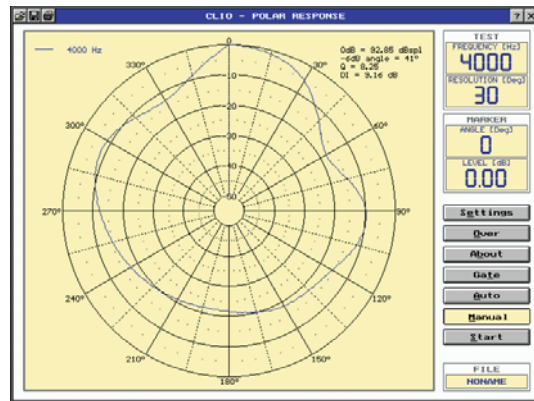 CLIO - POLAR RESPONSE
? X
4000 Hz
0dB = 92.85 dBspl
-6dB angle = 41°
Q = 8.25
DI = 9.16 dB
0
10
20
30
40
50
30°
60°
90°
120°
150°
180°
210°
240°
270°
300°
330°
TEST
FREQUENCY [Hz]
4000
RESOLUTION [Deg]
30
MARKER
ANGLE [Deg]
0
LEVEL [dB]
0.00
Settings
Over
About
Gate
Auto
Manual
Start
FILE
NONAME